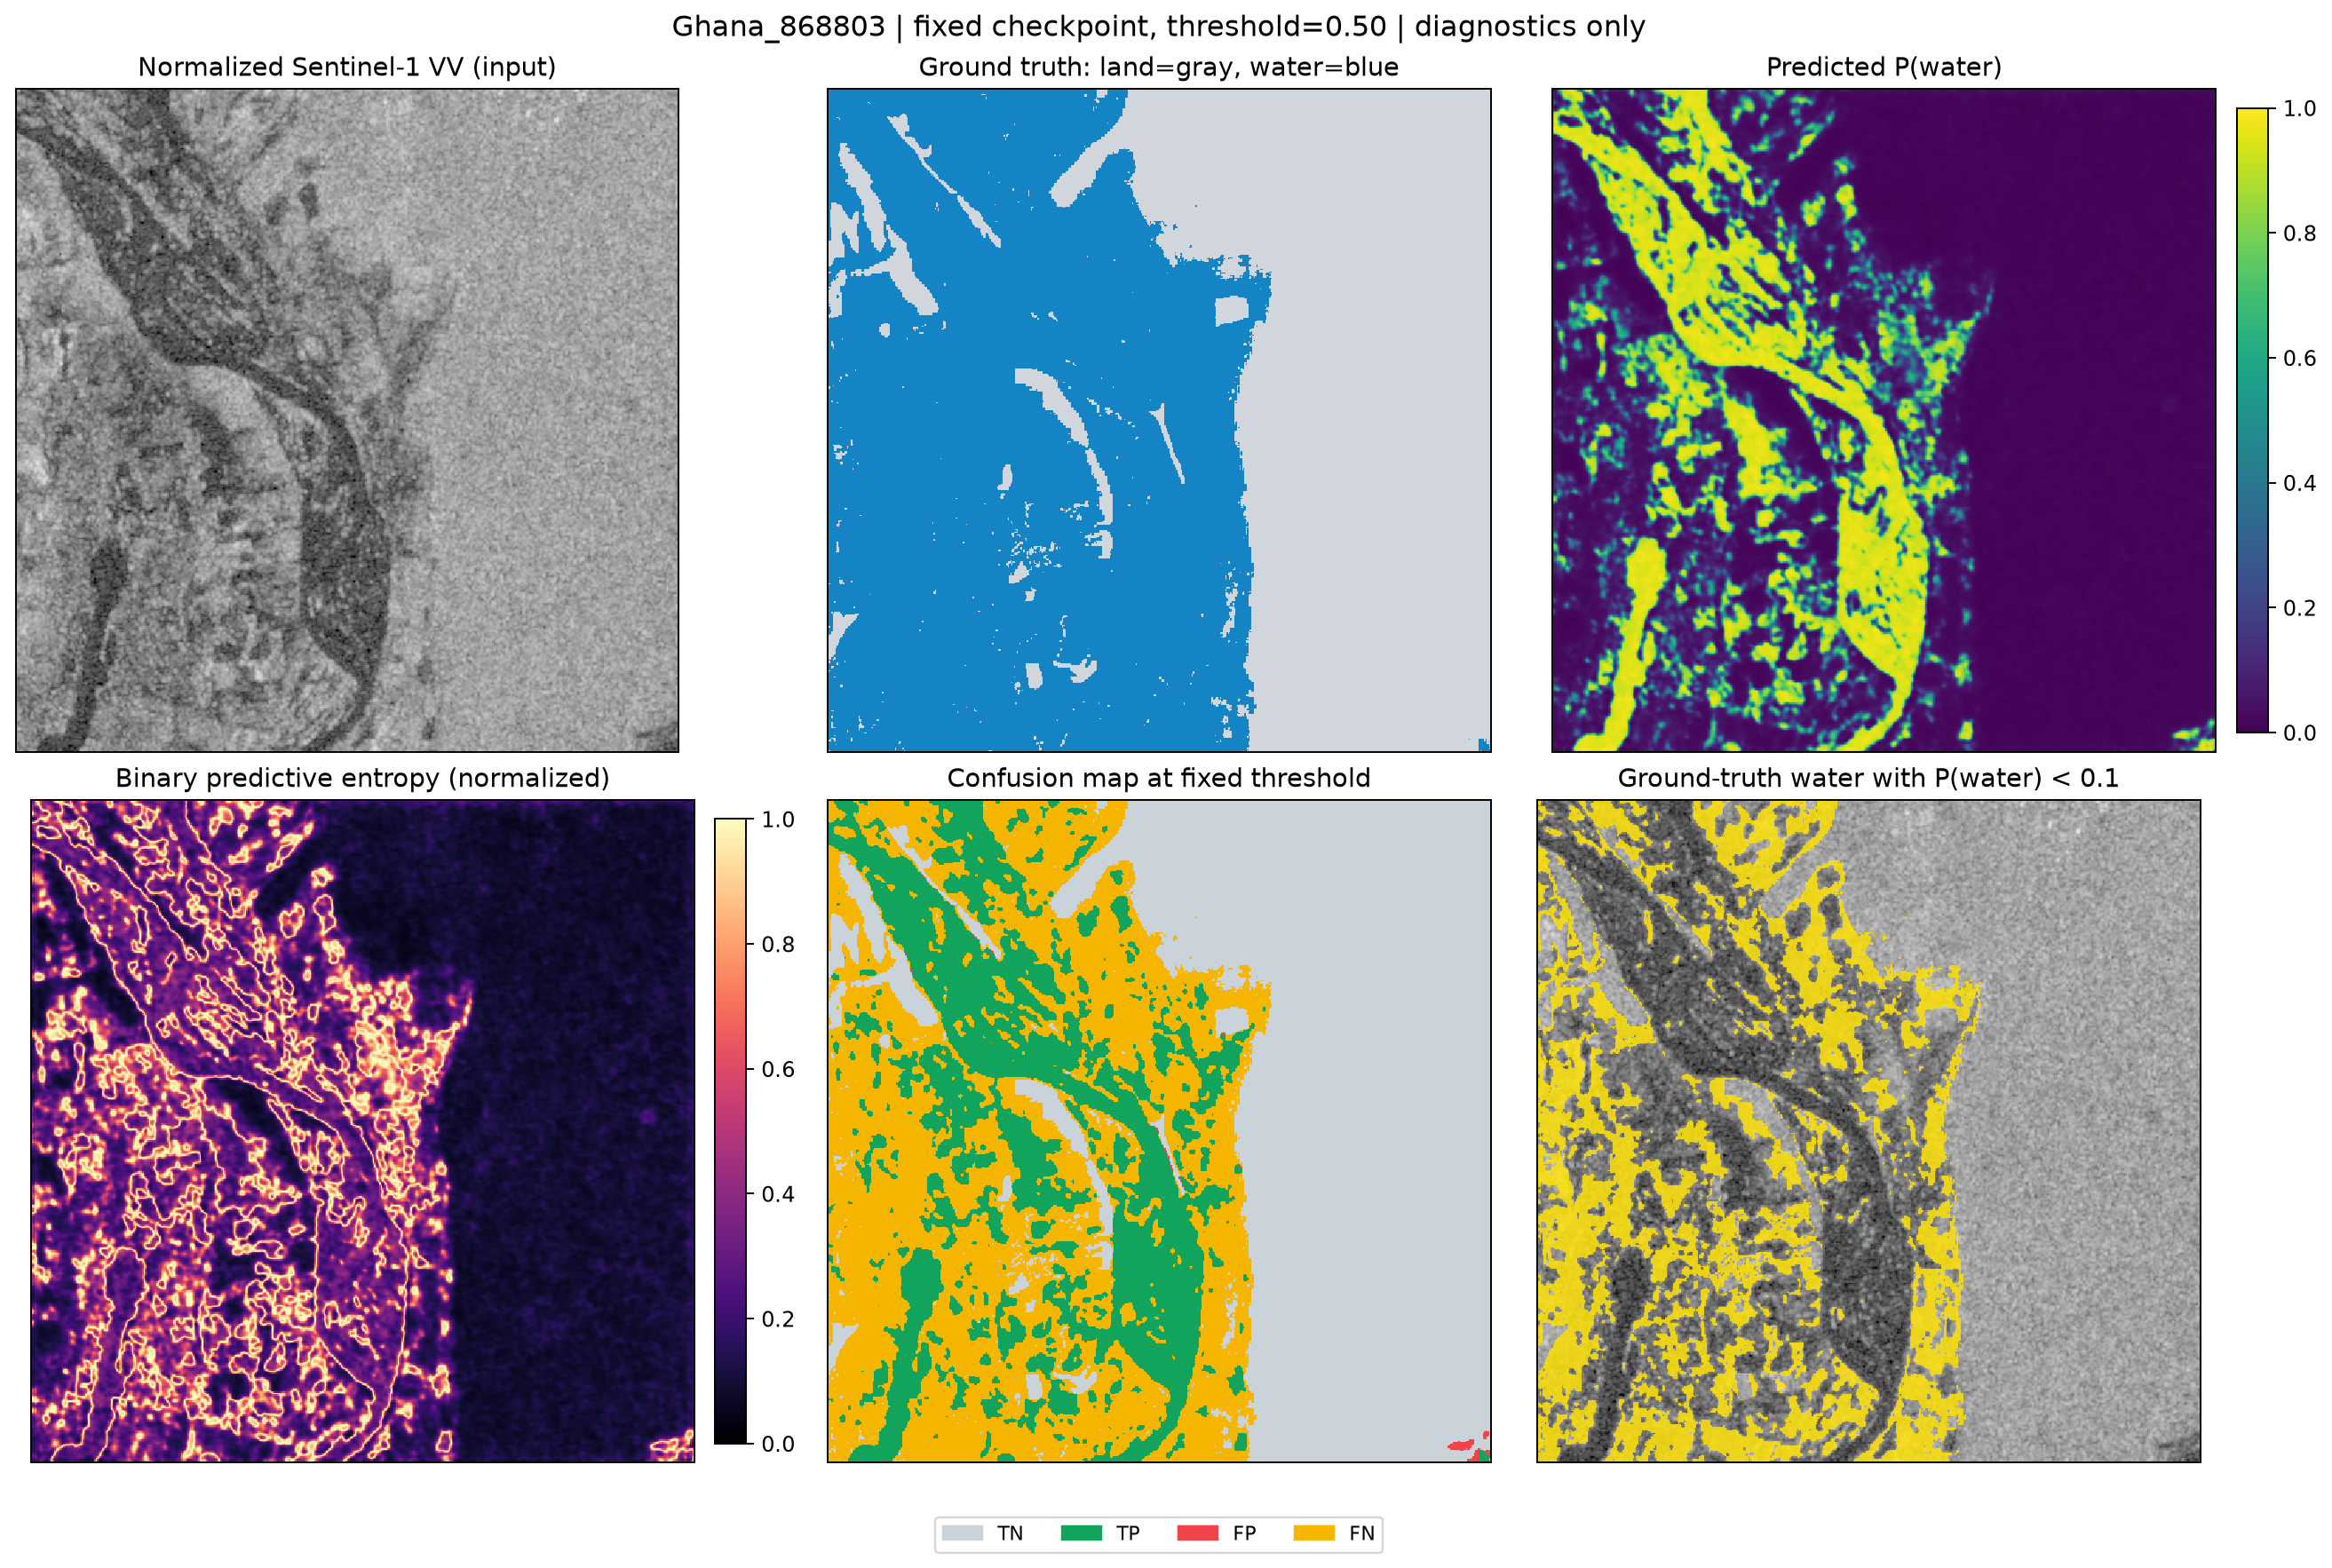 Ghana_868803 | fixed checkpoint, threshold=0.50 | diagnostics only
Normalized Sentinel-1 VV (input)
Ground truth: land=gray, water=blue
Predicted P(water)
1.0
0.8
0.6
0.4
0.2
0.0
Binary predictive entropy (normalized)
Confusion map at fixed threshold
Ground-truth water with P(water) < 0.1
1.0
0.8
0.6
0.4
0.2
0.0
TN TP FP FN